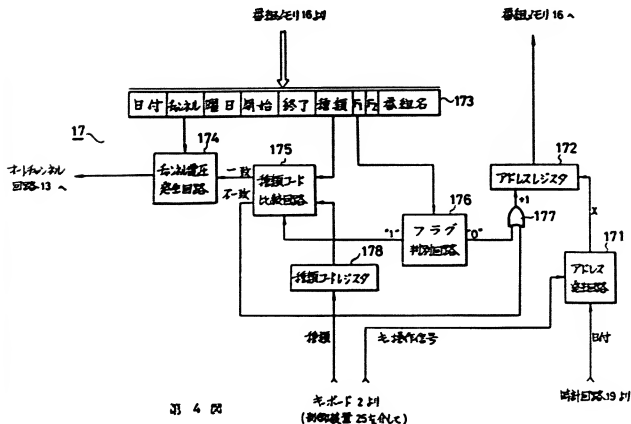 番組メモリ16より
番組メモリ16へ
日付 チャンネル 曜日 開始 終了 種類 F1 F2 番組名
173
17
174
175
172
オートチャンネル
回路13へ
チャンネル電圧
発生回路
一致
不一致
種類コード
比較回路
アドレスレジスタ
176
+1
177
"1"
フラグ
判別回路
"0"
X
171
178
種類コードレジスタ
アドレス
発生回路
種類
キー操作信号
日付
第 4 図
キーボード2より
(制御装置25を介して)
時計回路19より